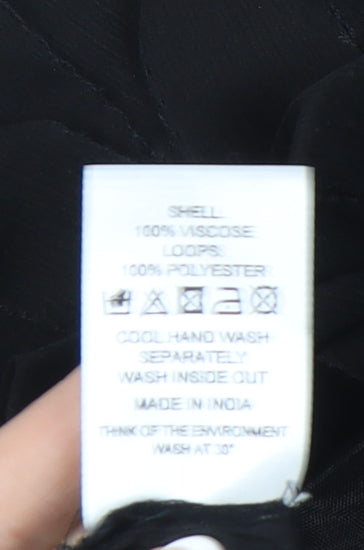 SHELL:
100% VISCOSE
LOOPS:
100% POLYESTER
COOL HAND WASH
SEPARATELY
WASH INSIDE OUT
MADE IN INDIA
THINK OF THE ENVIRONMENT
WASH AT 30°